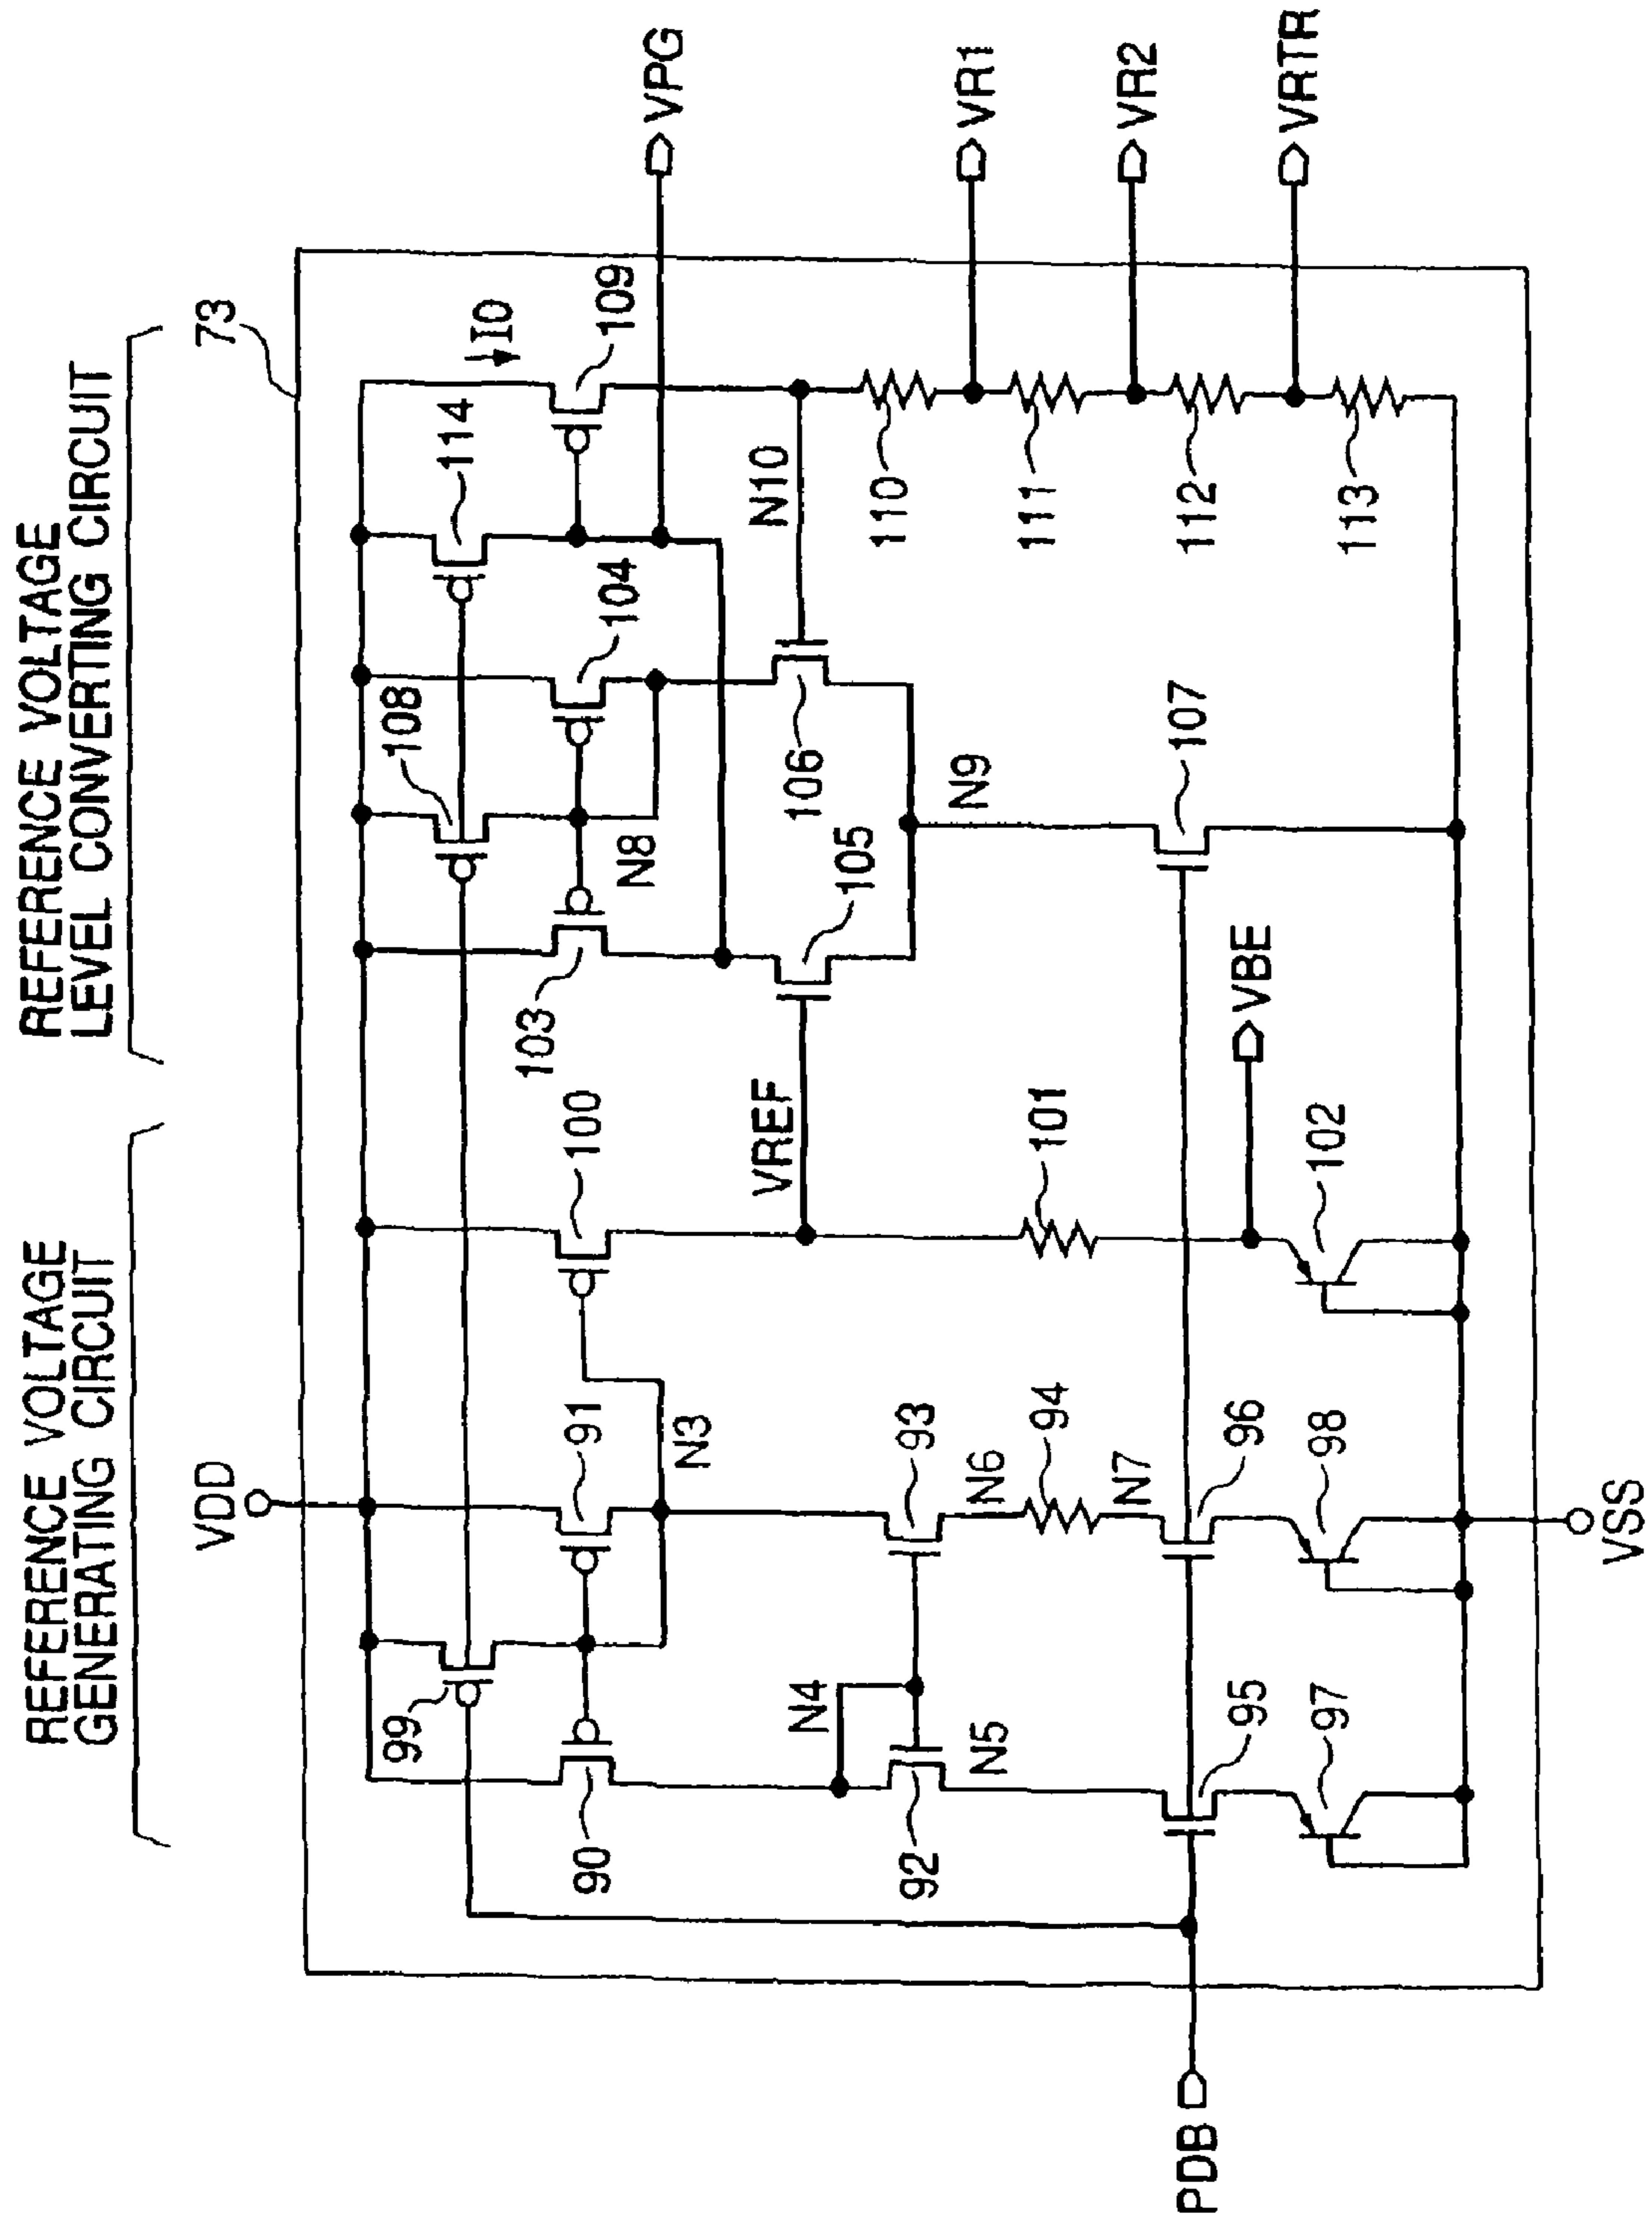 REFERENCE VOLTAGE
GENERATING CIRCUIT
REFERENCE VOLTAGE
LEVEL CONVERTING CIRCUIT
73
VDD
99
108
114
I0
90
91
100
103
104
109
N3
N8
VPG
N4
VREF
N10
92
93
105
106
110
N5
N6
N9
VR1
94
101
111
N7
VBE
VR2
PDB
95
96
107
112
97
98
102
113
VRTR
VSS